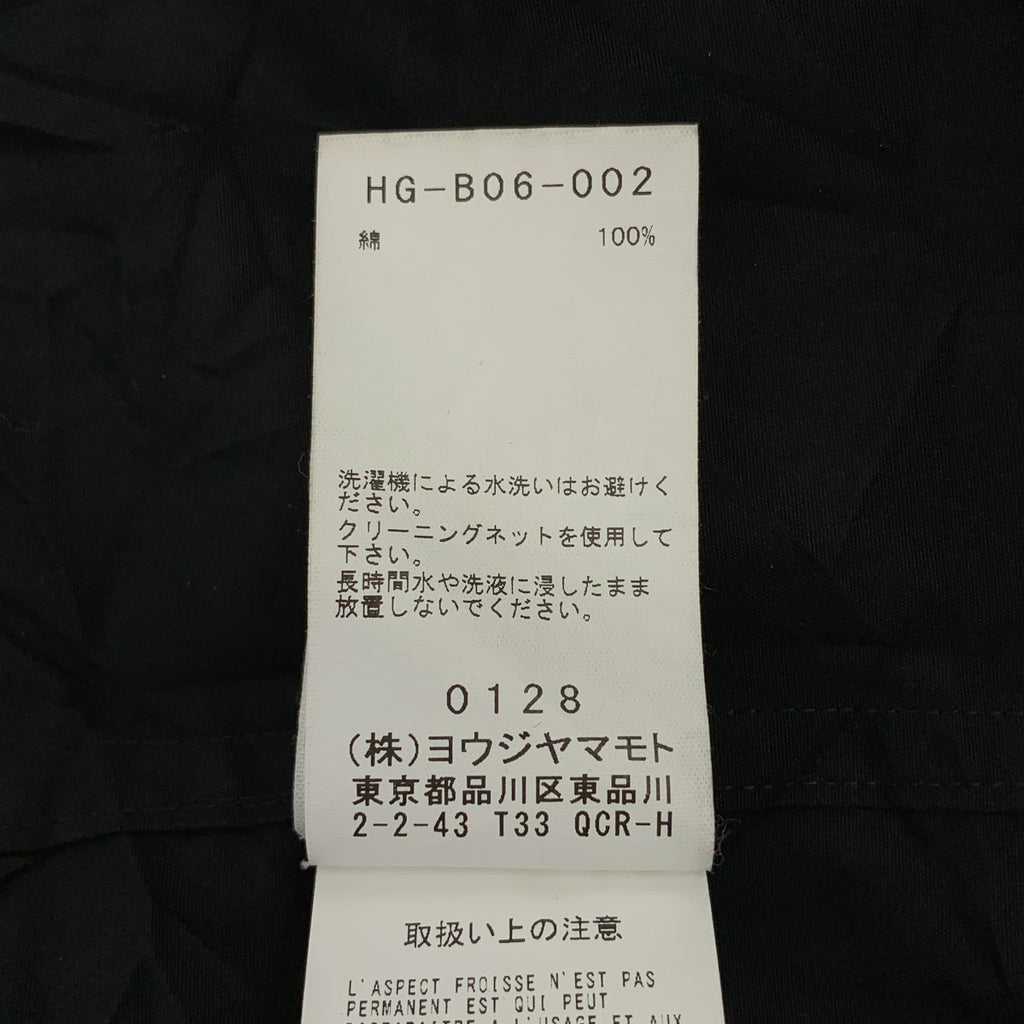 HG-B06-002
綿 100%
洗濯機による水洗いはお避けく
ださい。
クリーニングネットを使用して
下さい。
長時間水や洗液に浸したまま
放置しないでください。
0128
(株)ヨウジヤマモト
東京都品川区東品川
2-2-43 T33 QCR-H
取扱い上の注意
L'ASPECT FROISSE N'EST PAS
PERMANENT EST QUI PEUT
A L'USAGE ET AUX